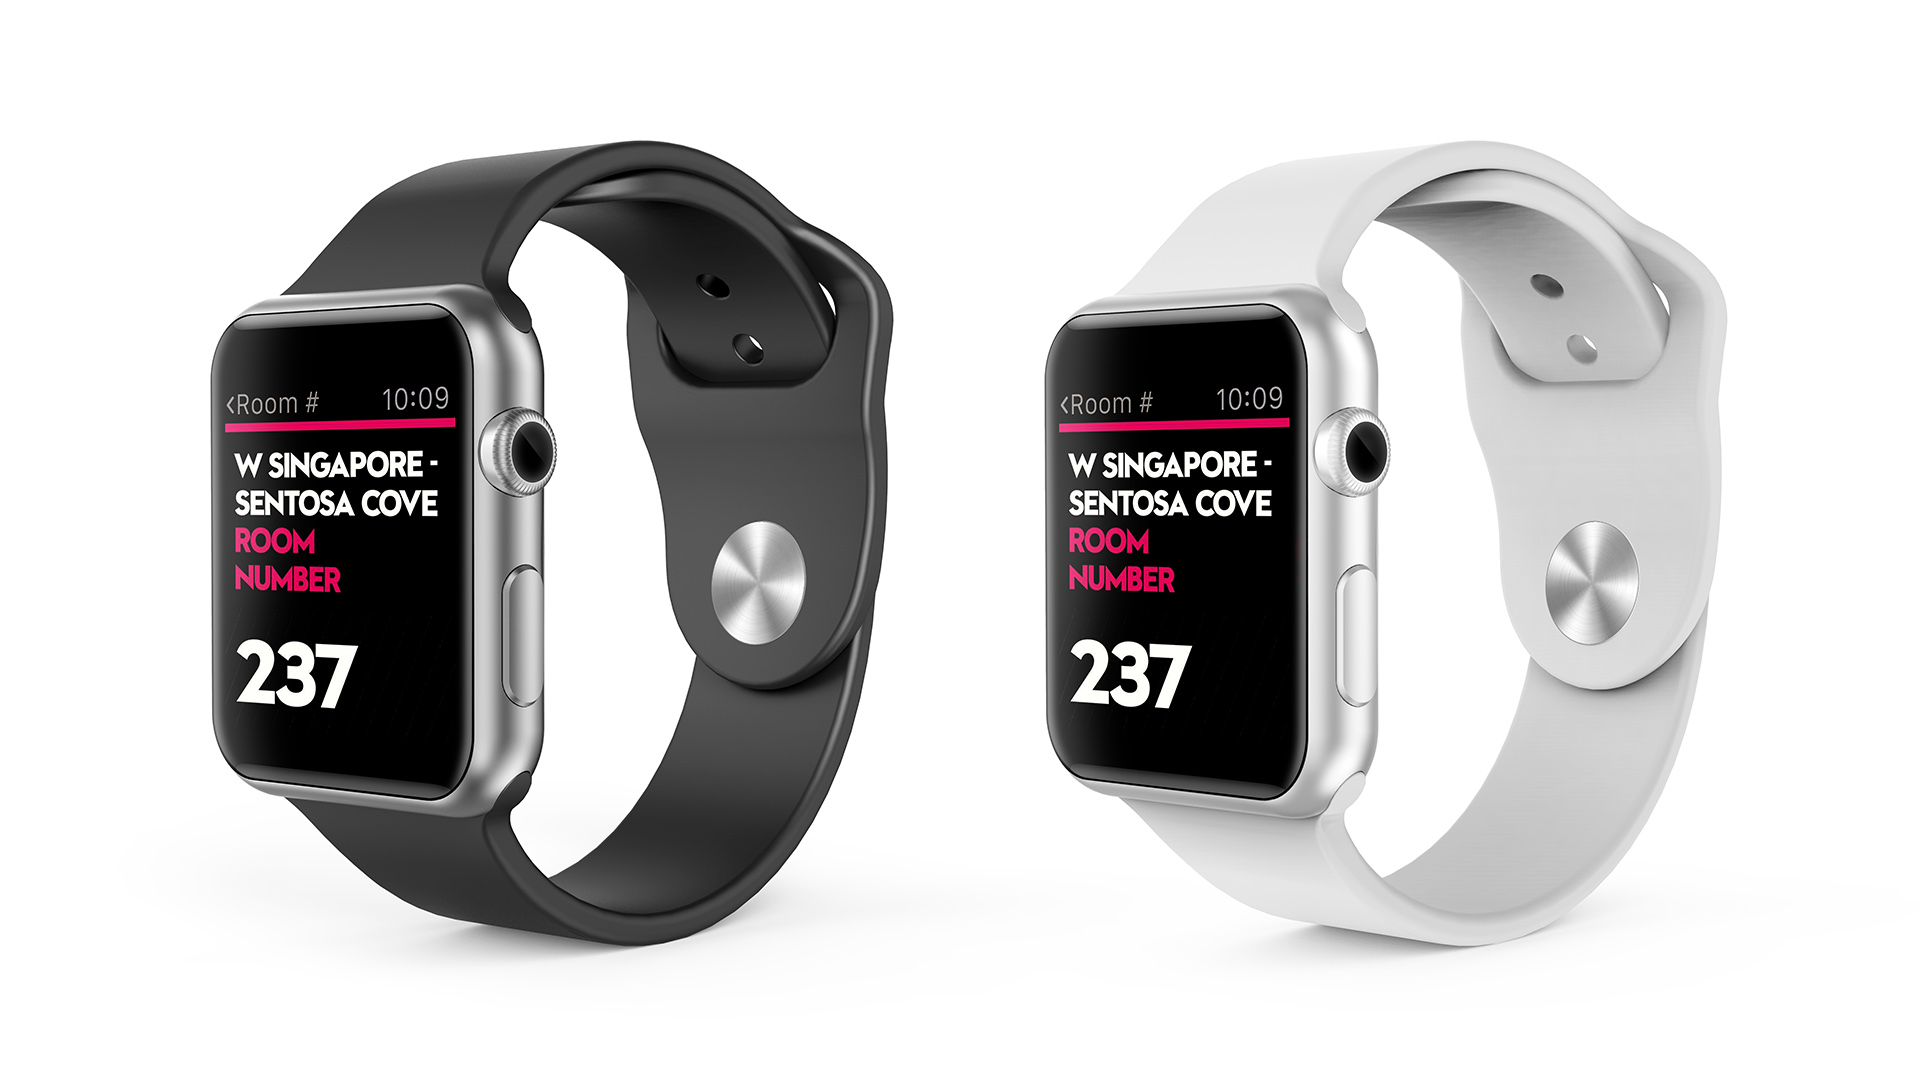 <Room # 10:09
W SINGAPORE -
SENTOSA COVE
ROOM
NUMBER
237
<Room # 10:09
W SINGAPORE -
SENTOSA COVE
ROOM
NUMBER
237